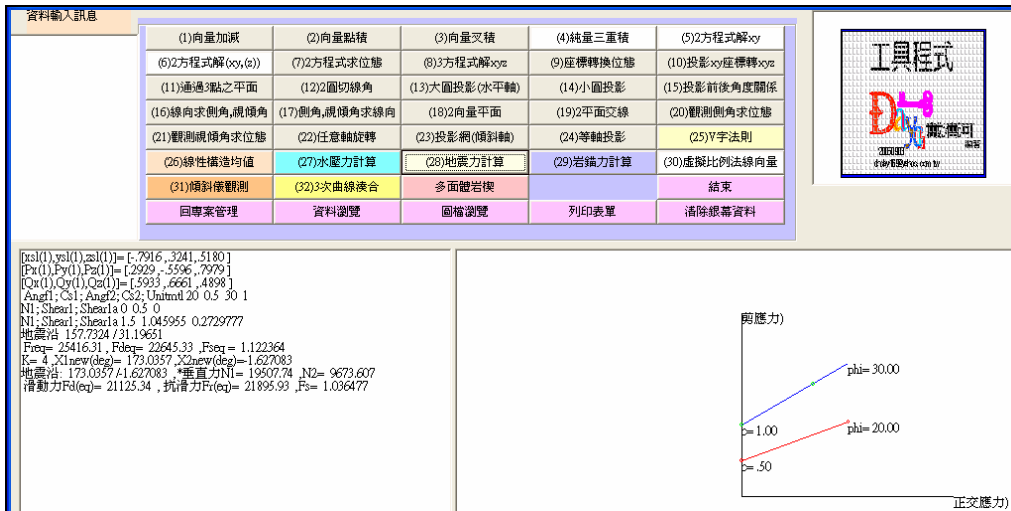 資料輸入訊息
(1)向量加減 (2)向量點積 (3)向量叉積 (4)純量三重積 (5)2方程式解xy
(6)2方程式解(xy,(z)) (7)2方程式求位態 (8)3方程式解xyz (9)座標轉換位態 (10)投影xy座標轉xyz
(11)通過3點之平面 (12)2圓切線角 (13)大圓投影(水平軸) (14)小圓投影 (15)投影前後角度關係
(16)線向求側角,視傾角 (17)側角,視傾角求線向 (18)2向量平面 (19)2平面交線 (20)觀測側角求位態
(21)觀測視傾角求位態 (22)任意軸旋轉 (23)投影網(傾斜軸) (24)等軸投影 (25)V字法則
(26)線性構造均值 (27)水壓力計算 (28)地震力計算 (29)岩錨力計算 (30)虛擬比例法線向量
(31)傾斜儀觀測 (32)3次曲線湊合 多面體岩楔 結束
回專案管理 資料瀏覽 圖檔瀏覽 列印表單 清除銀幕資料
工具程式
編著
[xsl(1),ysl(1),zsl(1)]= [-.7916 ,.3241,.5180 ]
[Px(1),Py(1),Pz(1)]= [.2929 ,-.5596,.7979 ]
[Qx(1),Qy(1),Qz(1)]= [.5933 ,.6661 ,.4898 ]
Angf1; Cs1; Angf2; Cs2; Unitmtl 20 0.5 30 1
N1; Shear1; Shear1a 0 0.5 0
N1; Shear1; Shear1a 1.5 1.045955 0.2729777
地震沿 157.7324 / 31.19651
Freq= 25416.31 , Fdeq= 22645.33 ,Fseq = 1.122364
K= 4 ,X1new(deg)= 173.0357 ,X2new(deg)=-1.627083
地震沿: 173.0357 /-1.627083 ,*垂直力N1= 19507.74 ,N2= 9673.607
滑動力Fd(eq)= 21125.34 , 抗滑力Fr(eq)= 21895.93 ,Fs= 1.036477
剪應力)
phi= 30.00
c= 1.00
phi= 20.00
c= .50
正交應力)